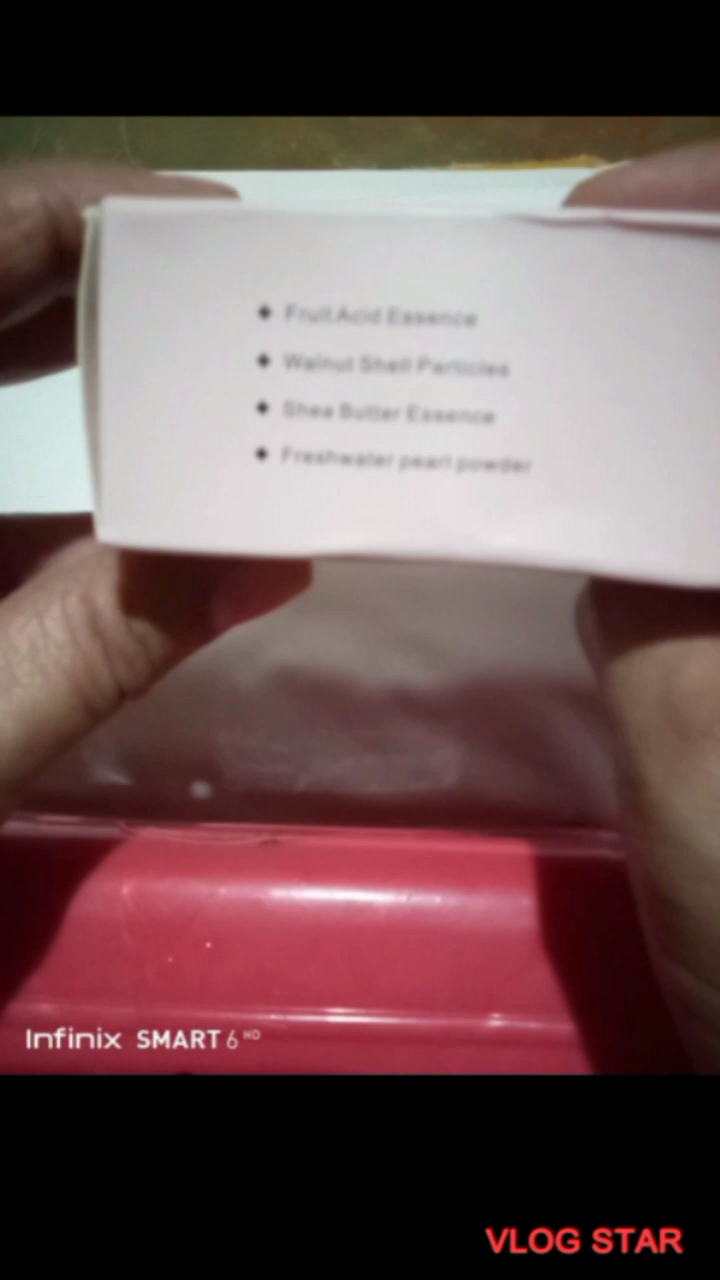 ◆ Fruit Acid Essence
◆ Walnut Shell Particles
◆ Shea Butter Essence
◆ Freshwater pearl powder
Infinix SMART 6 HD
VLOG STAR